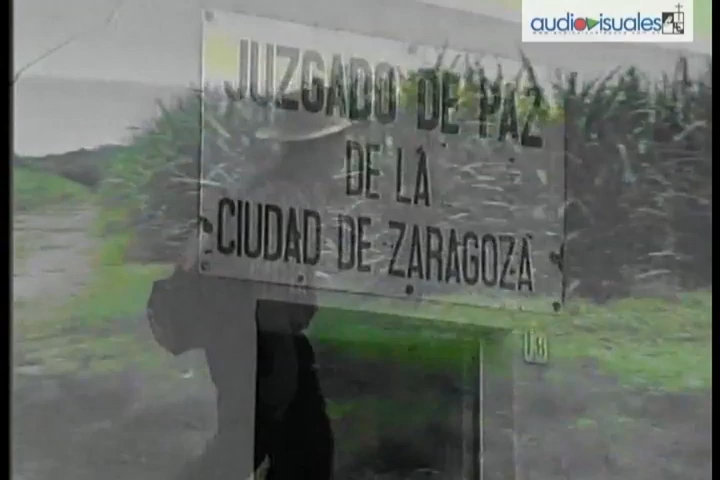 audiovisuales
JUZGADO DE PAZ
DE LA
CIUDAD DE ZARAGOZA